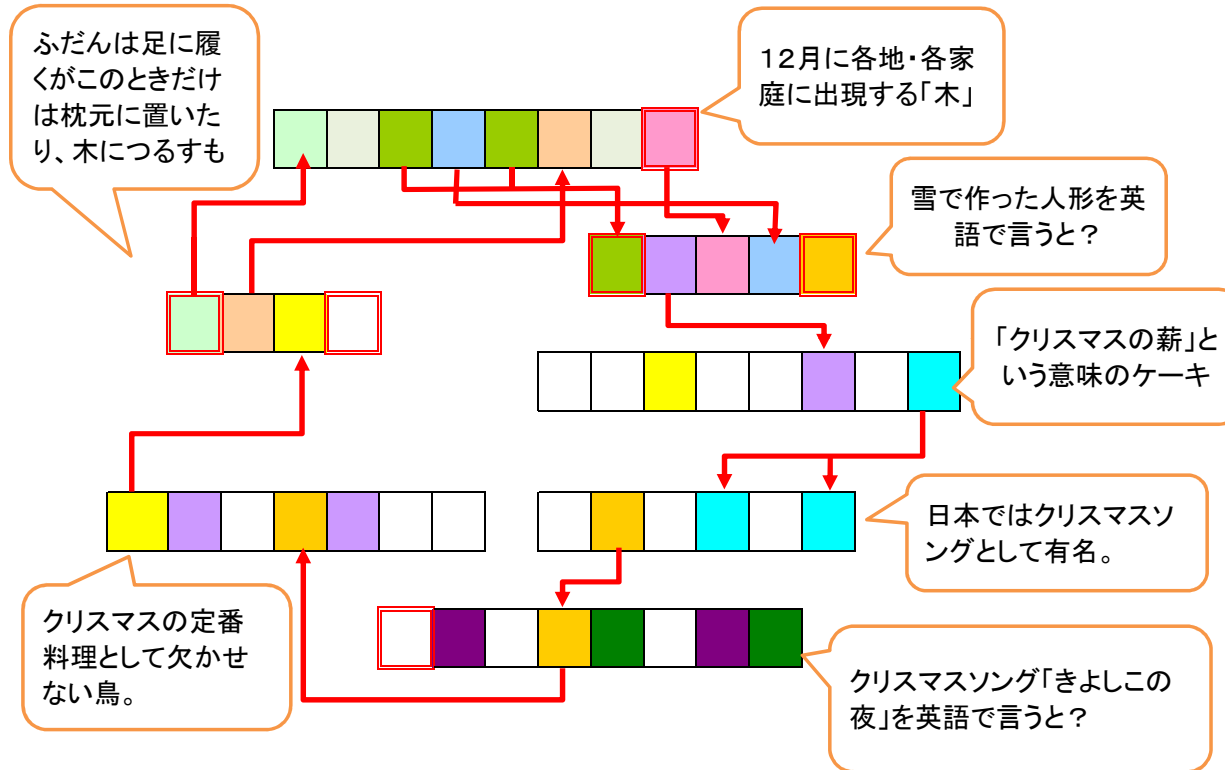 ふだんは足に履
くがこのときだけ
は枕元に置いた
り、木につるすも
12月に各地・各家
庭に出現する「木」
雪で作った人形を英
語で言うと?
「クリスマスの薪」と
いう意味のケーキ
日本ではクリスマスソ
ングとして有名。
クリスマスソング「きよしこの
夜」を英語で言うと?
クリスマスの定番
料理として欠かせ
ない鳥。